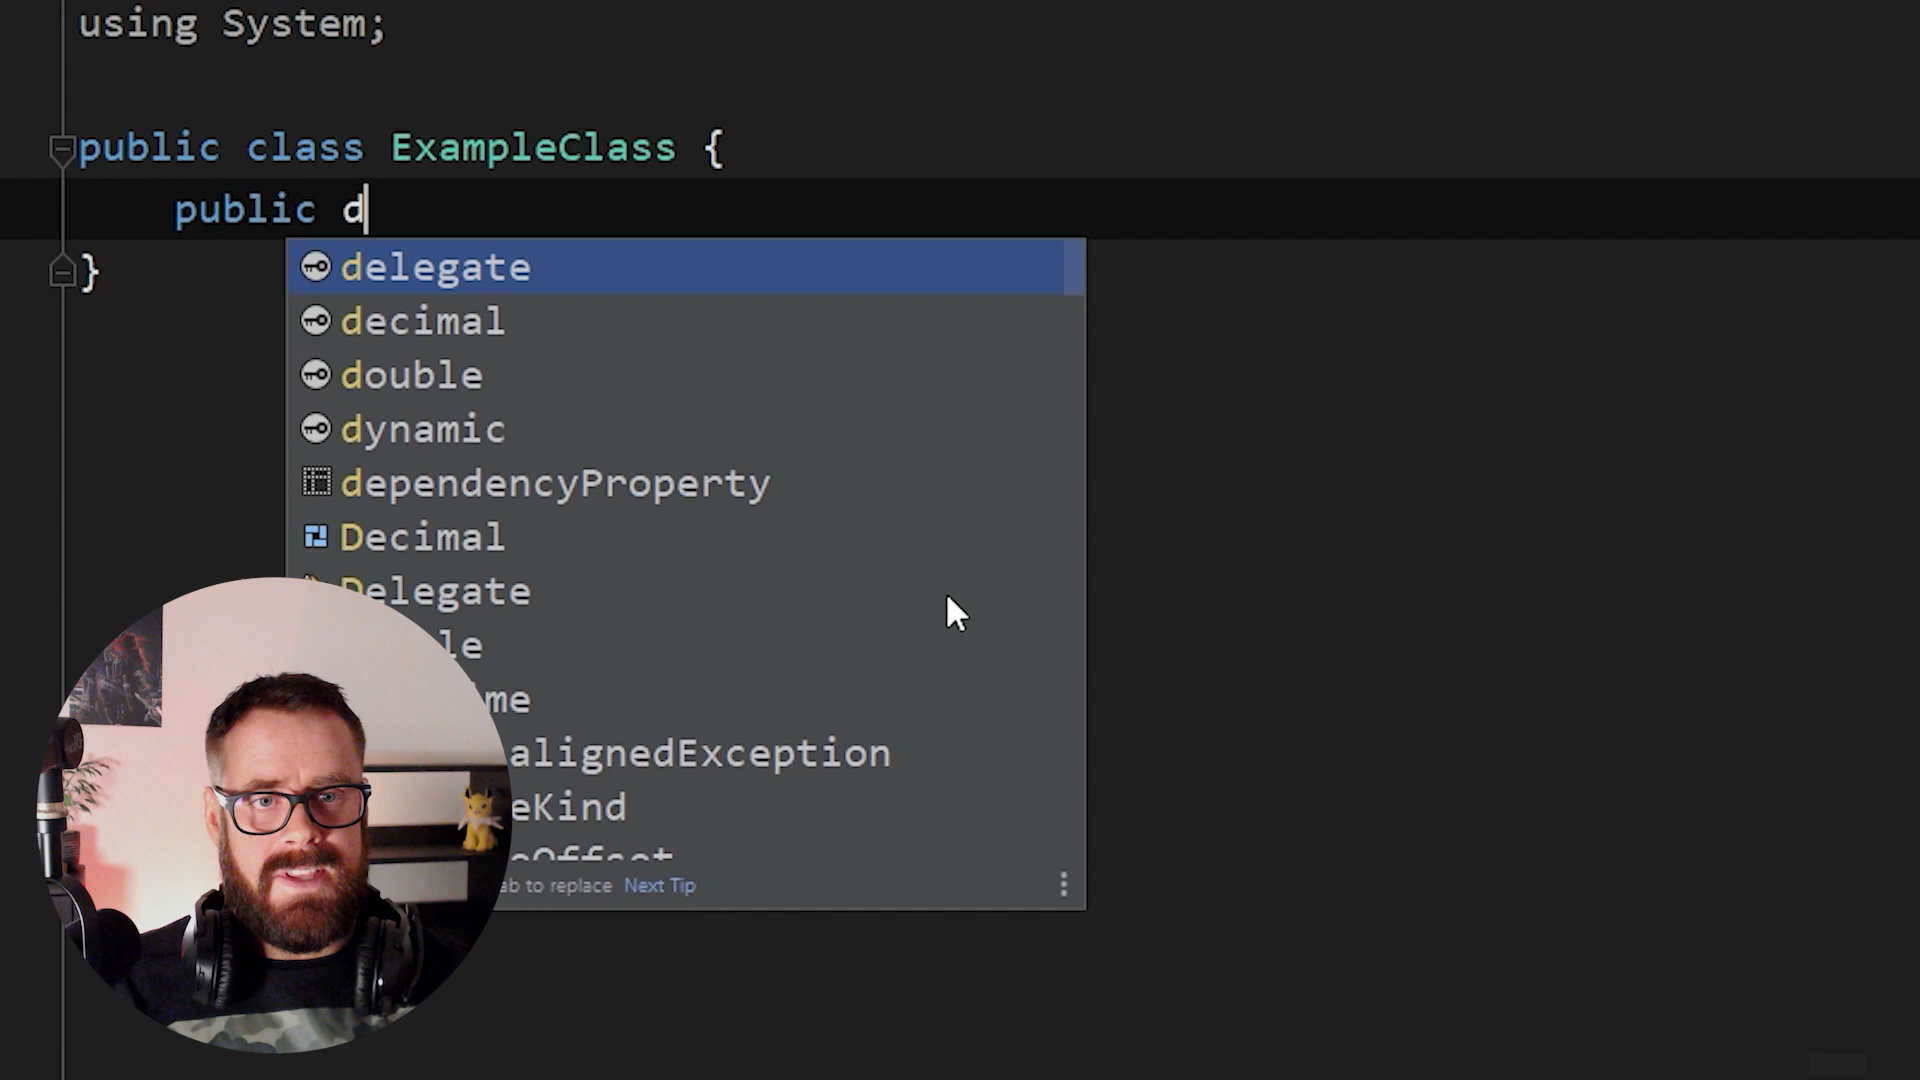 using System;
public class ExampleClass {
public d
}
delegate
decimal
double
dynamic
dependencyProperty
Decimal
Delegate
le
me
alignedException
eKind
eOffset
ab to replace Next Tip